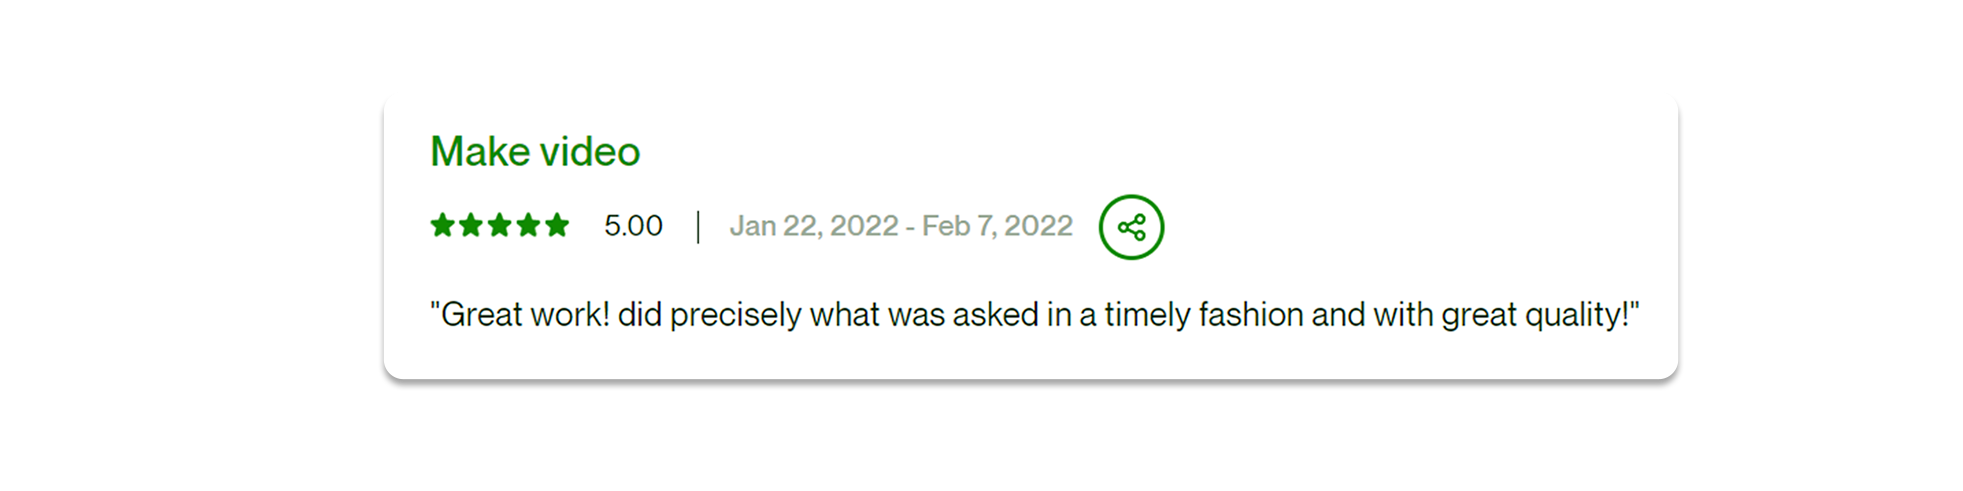 Make video
5.00 | Jan 22, 2022 - Feb 7, 2022
"Great work! did precisely what was asked in a timely fashion and with great quality!"